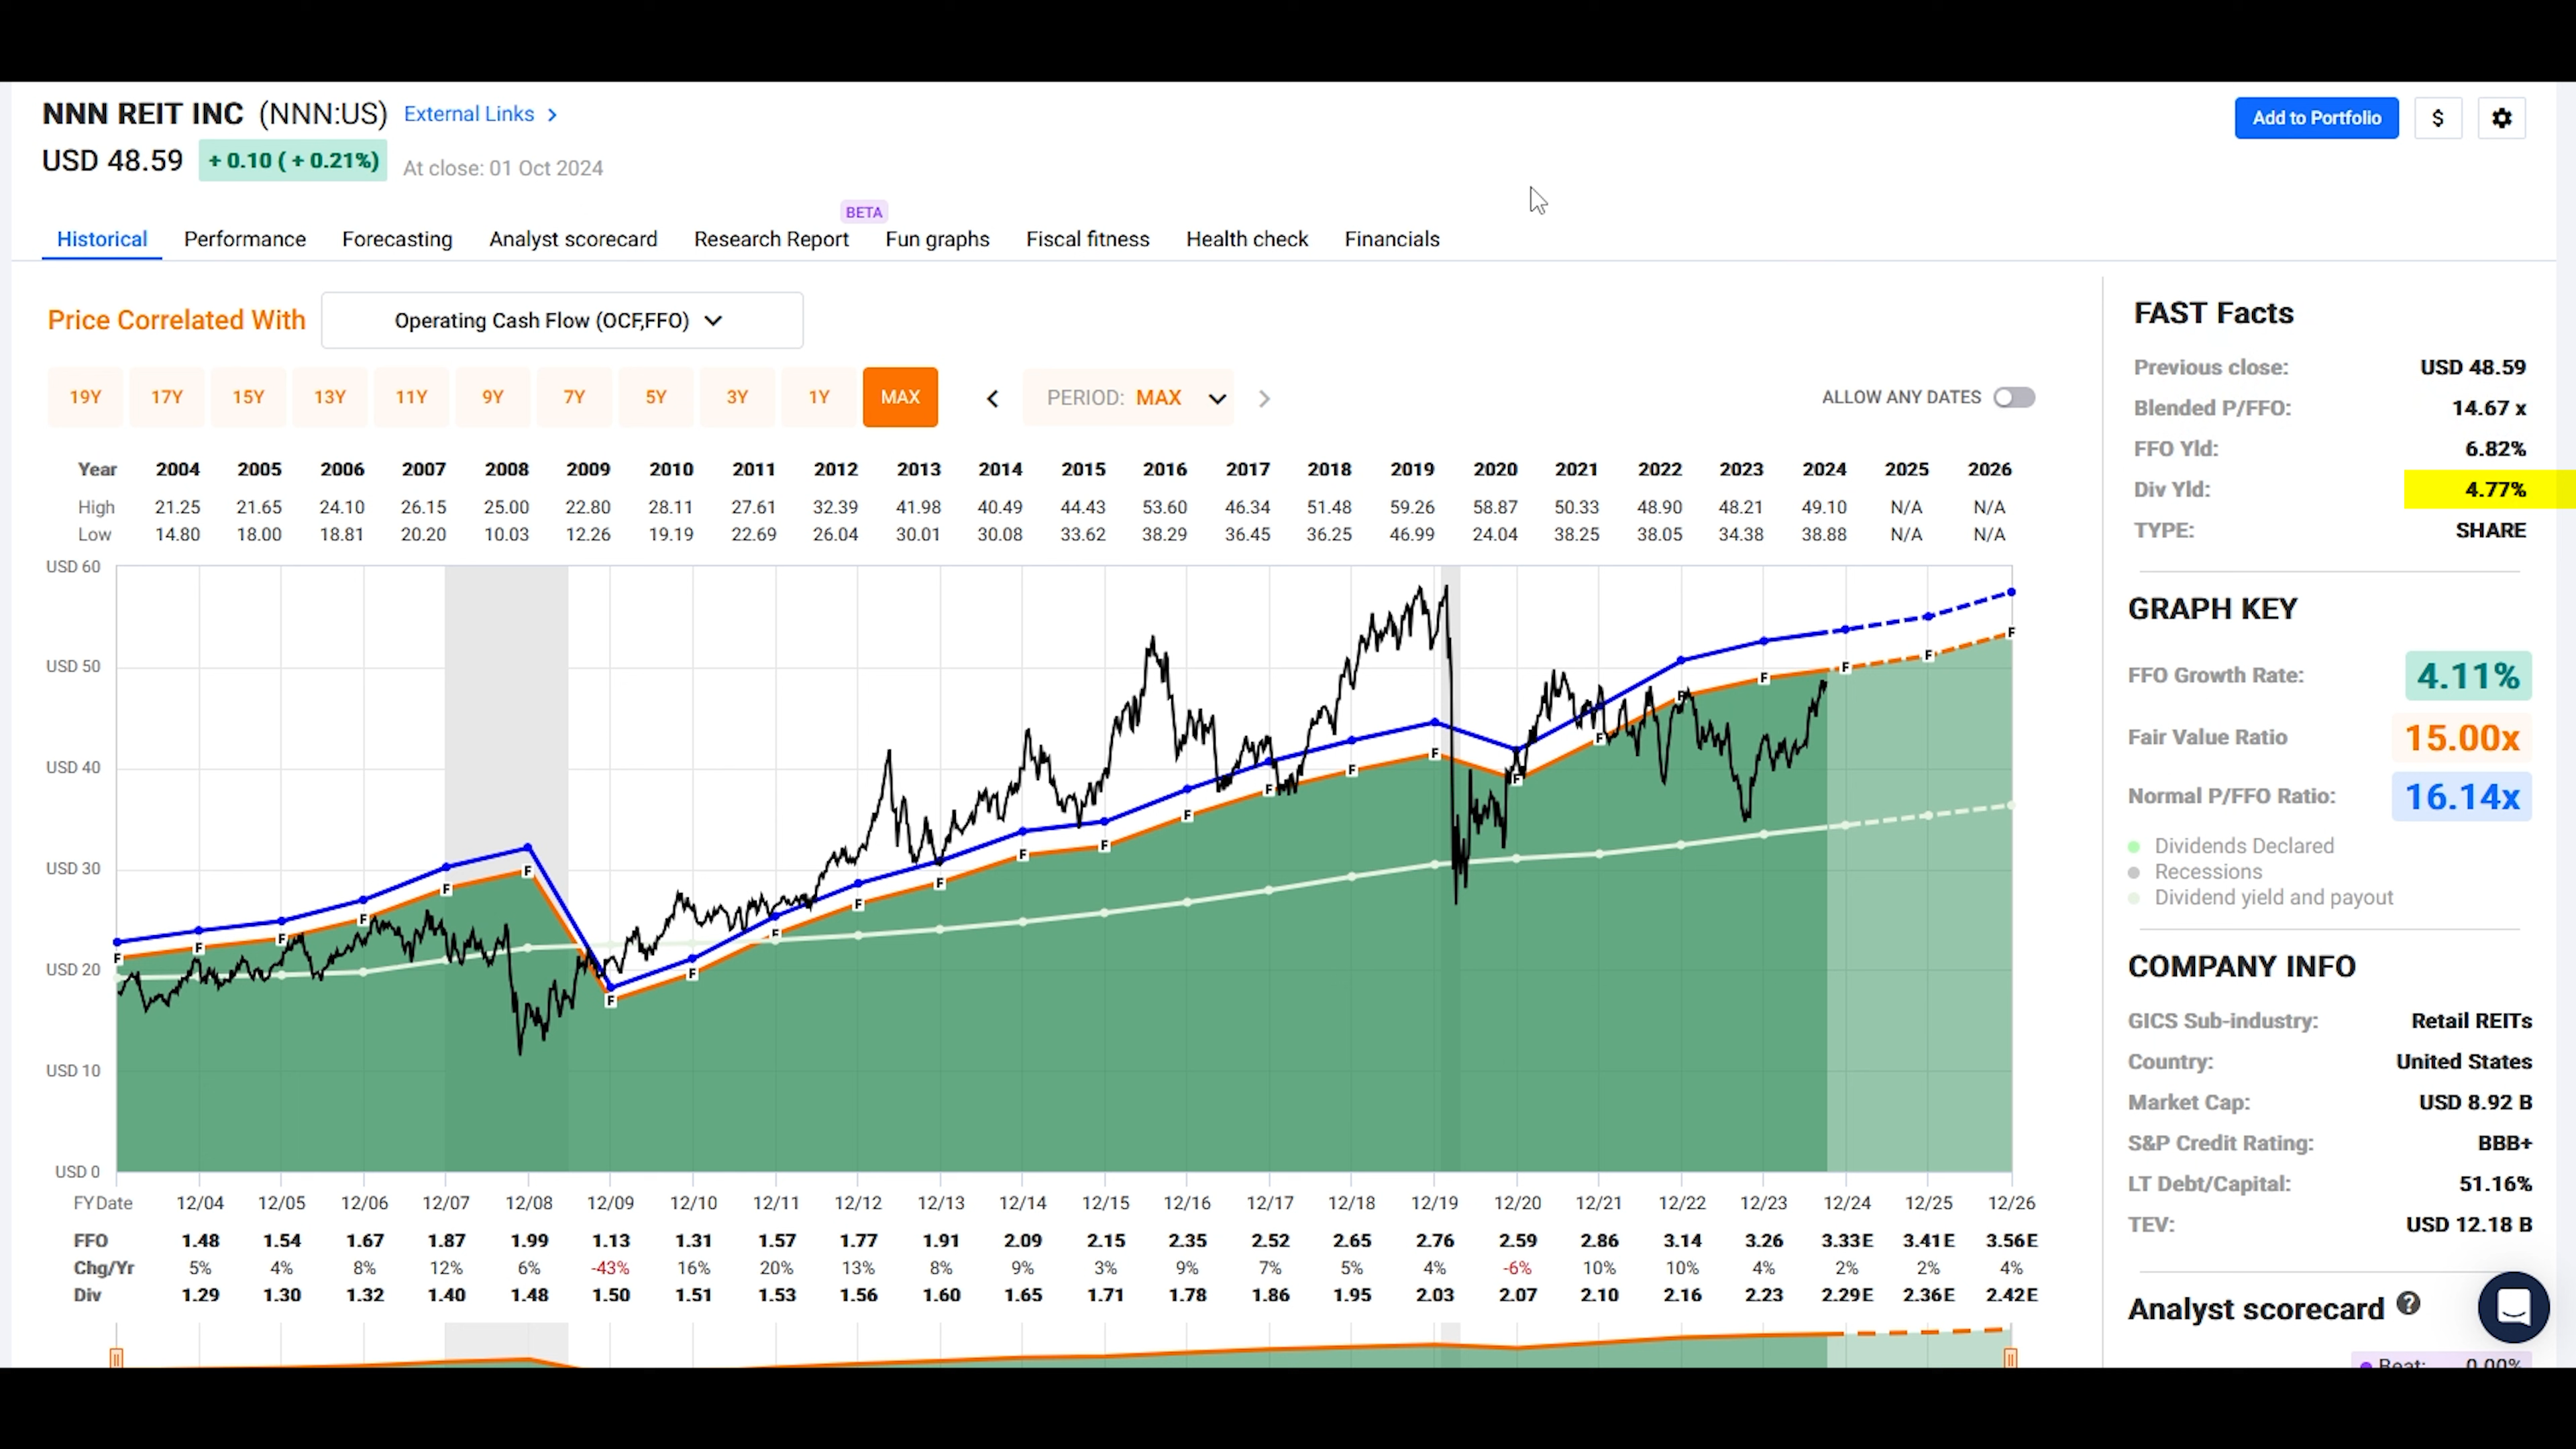 NNN REIT INC (NNN:US) External Links >
Add to Portfolio $
USD 48.59 + 0.10 ( + 0.21%) At close: 01 Oct 2024
BETA
Historical Performance Forecasting Analyst scorecard Research Report Fun graphs Fiscal fitness Health check Financials
Price Correlated With Operating Cash Flow (OCF,FFO)
19Y 17Y 15Y 13Y 11Y 9Y 7Y 5Y 3Y 1Y MAX PERIOD: MAX ALLOW ANY DATES
Year 2004 2005 2006 2007 2008 2009 2010 2011 2012 2013 2014 2015 2016 2017 2018 2019 2020 2021 2022 2023 2024 2025 2026
High 21.25 21.65 24.10 26.15 25.00 22.80 28.11 27.61 32.39 41.98 40.49 44.43 53.60 46.34 51.48 59.26 58.87 50.33 48.90 48.21 49.10 N/A N/A
Low 14.80 18.00 18.81 20.20 10.03 12.26 19.19 22.69 26.04 30.01 30.08 33.62 38.29 36.45 36.25 46.99 24.04 38.25 38.05 34.38 38.88 N/A N/A
USD 60
USD 50
USD 40
USD 30
USD 20
USD 10
USD 0
F F F F F F F F F F F F F F F F F F F F F F F F
FY Date 12/04 12/05 12/06 12/07 12/08 12/09 12/10 12/11 12/12 12/13 12/14 12/15 12/16 12/17 12/18 12/19 12/20 12/21 12/22 12/23 12/24 12/25 12/26
FFO 1.48 1.54 1.67 1.87 1.99 1.13 1.31 1.57 1.77 1.91 2.09 2.15 2.35 2.52 2.65 2.76 2.59 2.86 3.14 3.26 3.33E 3.41E 3.56E
Chg/Yr 5% 4% 8% 12% 6% -43% 16% 20% 13% 8% 9% 3% 9% 7% 5% 4% -6% 10% 10% 4% 2% 2% 4%
Div 1.29 1.30 1.32 1.40 1.48 1.50 1.51 1.53 1.56 1.60 1.65 1.71 1.78 1.86 1.95 2.03 2.07 2.10 2.16 2.23 2.29E 2.36E 2.42E
FAST Facts
Previous close: USD 48.59
Blended P/FFO: 14.67 x
FFO Yld: 6.82%
Div Yld: 4.77%
TYPE: SHARE
GRAPH KEY
FFO Growth Rate: 4.11%
Fair Value Ratio 15.00x
Normal P/FFO Ratio: 16.14x
Dividends Declared
Recessions
Dividend yield and payout
COMPANY INFO
GICS Sub-industry: Retail REITs
Country: United States
Market Cap: USD 8.92 B
S&P Credit Rating: BBB+
LT Debt/Capital: 51.16%
TEV: USD 12.18 B
Analyst scorecard ?
Beat: 0.00%